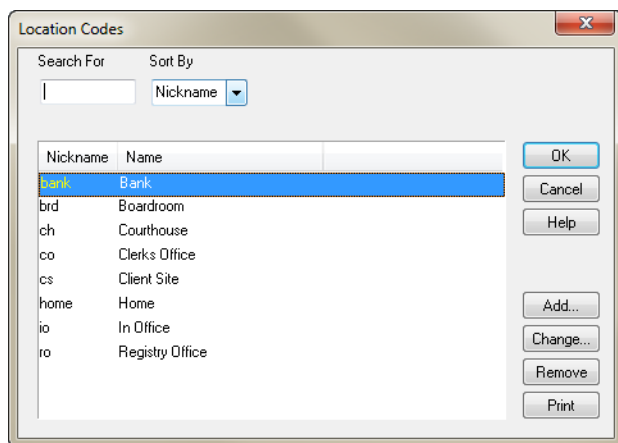 Location Codes
Search For Sort By
Nickname
Nickname Name
bank Bank
brd Boardroom
ch Courthouse
co Clerks Office
cs Client Site
home Home
io In Office
ro Registry Office
OK
Cancel
Help
Add...
Change...
Remove
Print